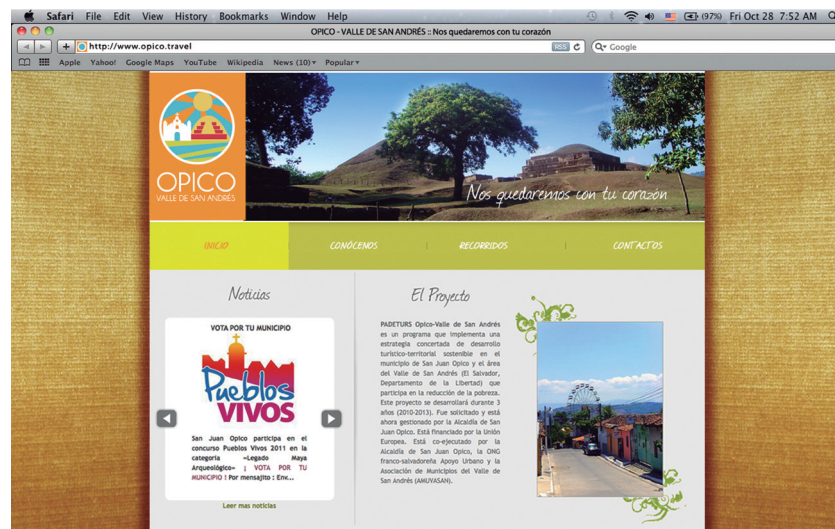 Safari File Edit View History Bookmarks Window Help (97%) Fri Oct 28 7:52 AM
OPICO - VALLE DE SAN ANDRÉS :: Nos quedaremos con tu corazón
http://www.opico.travel RSS Google
Apple Yahoo! Google Maps YouTube Wikipedia News (10) Popular
OPICO
VALLE DE SAN ANDRÉS
Nos quedaremos con tu corazón
INICIO CONÓCENOS RECORRIDOS CONTACTOS
Noticias
VOTA POR TU MUNICIPIO
Pueblos
VIVOS
San Juan Opico participa en el
concurso Pueblos Vivos 2011 en la
categoria «Legado Maya
Arqueológico» ¡ VOTA POR TU
MUNICIPIO ! Por mensajito : Env...
Leer mas noticias
El Proyecto
PADETURS Opico-Valle de San Andrés
es un programa que implementa una
estrategia concertada de desarrollo
turístico-territorial sostenible en el
municipio de San Juan Opico y el área
del Valle de San Andrés (El Salvador,
Departamento de la Libertad) que
participa en la reducción de la pobreza.
Este proyecto se desarrollará durante 3
años (2010-2013). Fue solicitado y está
ahora gestionado por la Alcaldía de San
Juan Opico. Está financiado por la Unión
Europea. Está co-ejecutado por la
Alcaldía de San Juan Opico, la ONG
franco-salvadoreña Apoyo Urbano y la
Asociación de Municipios del Valle de
San Andrés (AMUVASAN).